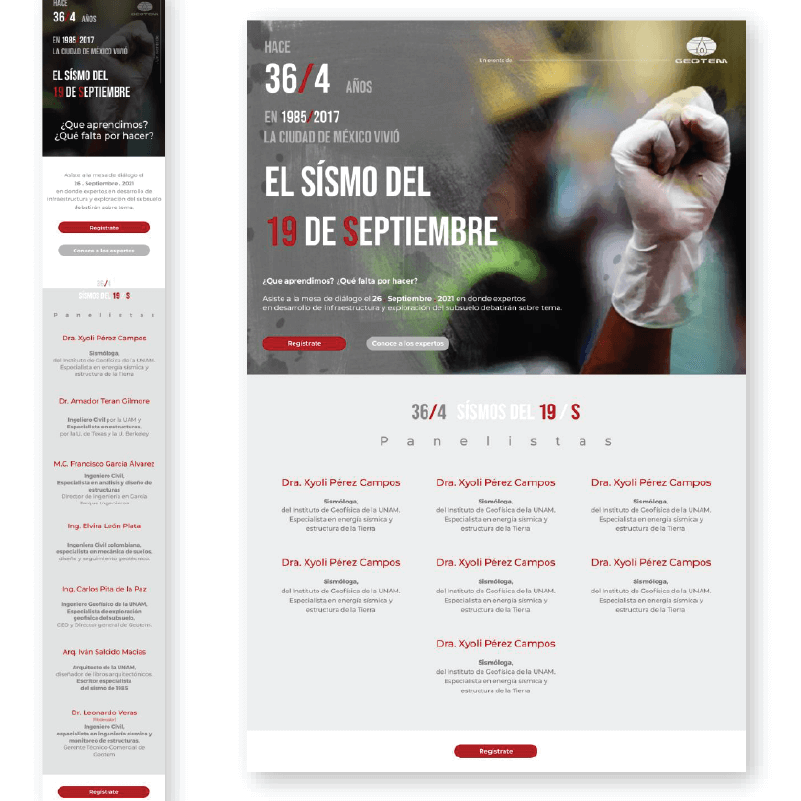 HACE
36/4 AÑOS
EN 1985/2017
LA CIUDAD DE MÉXICO VIVIÓ
EL SÍSMO DEL
19 DE SEPTIEMBRE
¿Que aprendimos?
¿Qué falta por hacer?
Asiste a la mesa de diálogo el
26 . Septiembre . 2021
en donde expertos en desarrollo de
infraestructura y exploración del subsuelo
debatirán sobre tema.
Regístrate
Conoce a los expertos
36/4
SÍSMOS DEL 19 S
Panelistas
Dra. Xyoli Pérez Campos
Sismóloga,
del Instituto de Geofísica de la UNAM.
Especialista en energía sísmica y
estructura de la Tierra
Dr. Amador Teran Gilmore
Ingeniero Civil por la UAM y
Especialista en estructuras
por la U. de Texas y la U. Berkeley
M.C. Francisco García Álvarez
Ingeniero Civil,
Especialista en análisis y diseño de
estructuras
Director de Ingeniería en García
Ing. Elvira León Plata
Ingeniera Civil colombiana,
especialista en mecánica de suelos,
diseño y seguimiento geotécnico
Ing. Carlos Pita de la Paz
Ingeniero Geofísico de la UNAM,
Especialista de exploración
geofísica del subsuelo.
CEO y Director general de Geotem.
Arq. Iván Salcido Macías
Arquitecto de la UNAM,
diseñador de libros arquitectónicos
Escritor especialista
del sismo de 1985
Dr. Leonardo Veras
Ingeniero Civil,
especialista en ingeniería sísmica y
monitoreo de estructuras.
Gerente Técnico-Comercial de
Geotem.
Regístrate
HACE
36/4 AÑOS
EN 1985/2017
LA CIUDAD DE MÉXICO VIVIÓ
EL SÍSMO DEL
19 DE SEPTIEMBRE
Un evento de
GEOTEM
¿Que aprendimos? ¿Qué falta por hacer?
Asiste a la mesa de diálogo el 26 . Septiembre . 2021 en donde expertos
en desarrollo de infraestructura y exploración del subsuelo debatirán sobre tema.
Regístrate Conoce a los expertos
36/4 SÍSMOS DEL 19 / S
Panelistas
Dra. Xyoli Pérez Campos
Sismóloga,
del Instituto de Geofísica de la UNAM.
Especialista en energía sísmica y
estructura de la Tierra
Dra. Xyoli Pérez Campos
Sismóloga,
del Instituto de Geofísica de la UNAM.
Especialista en energía sísmica y
estructura de la Tierra
Dra. Xyoli Pérez Campos
Sismóloga,
del Instituto de Geofísica de la UNAM.
Especialista en energía sísmica y
estructura de la Tierra
Dra. Xyoli Pérez Campos
Sismóloga,
del Instituto de Geofísica de la UNAM.
Especialista en energía sísmica y
estructura de la Tierra
Dra. Xyoli Pérez Campos
Sismóloga,
del Instituto de Geofísica de la UNAM.
Especialista en energía sísmica y
estructura de la Tierra
Dra. Xyoli Pérez Campos
Sismóloga,
del Instituto de Geofísica de la UNAM.
Especialista en energía sísmica y
estructura de la Tierra
Dra. Xyoli Pérez Campos
Sismóloga,
del Instituto de Geofísica de la UNAM.
Especialista en energía sísmica y
estructura de la Tierra
Regístrate